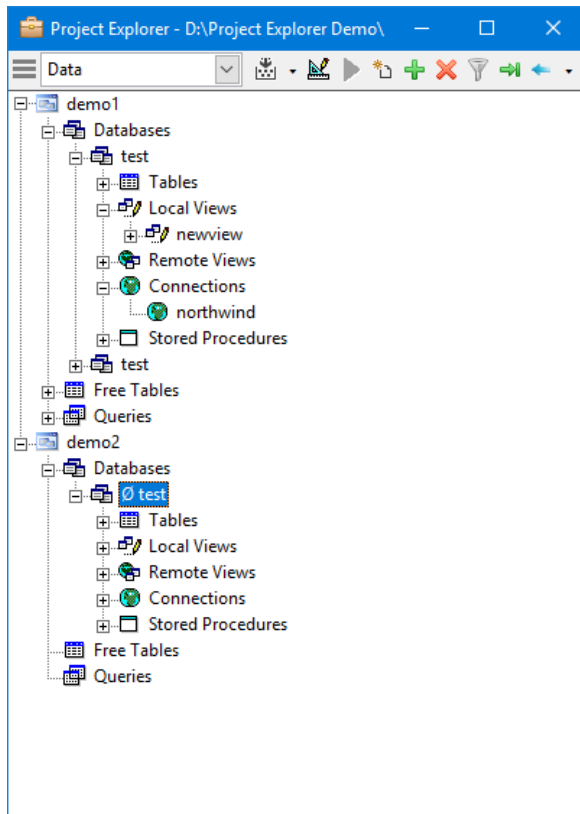 Project Explorer - D:\Project Explorer Demo\
Data
demo1
Databases
test
Tables
Local Views
newview
Remote Views
Connections
northwind
Stored Procedures
test
Free Tables
Queries
demo2
Databases
Ø test
Tables
Local Views
Remote Views
Connections
Stored Procedures
Free Tables
Queries